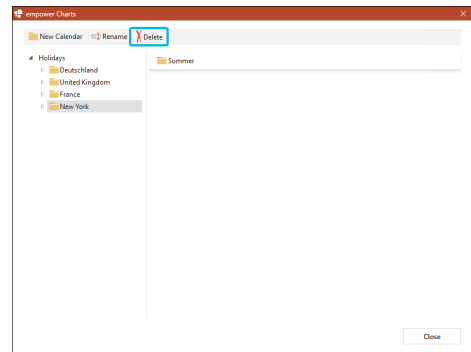 empower Charts
New Calendar Rename Delete
Holidays
Deutschland
United Kingdom
France
New York
Summer
Close